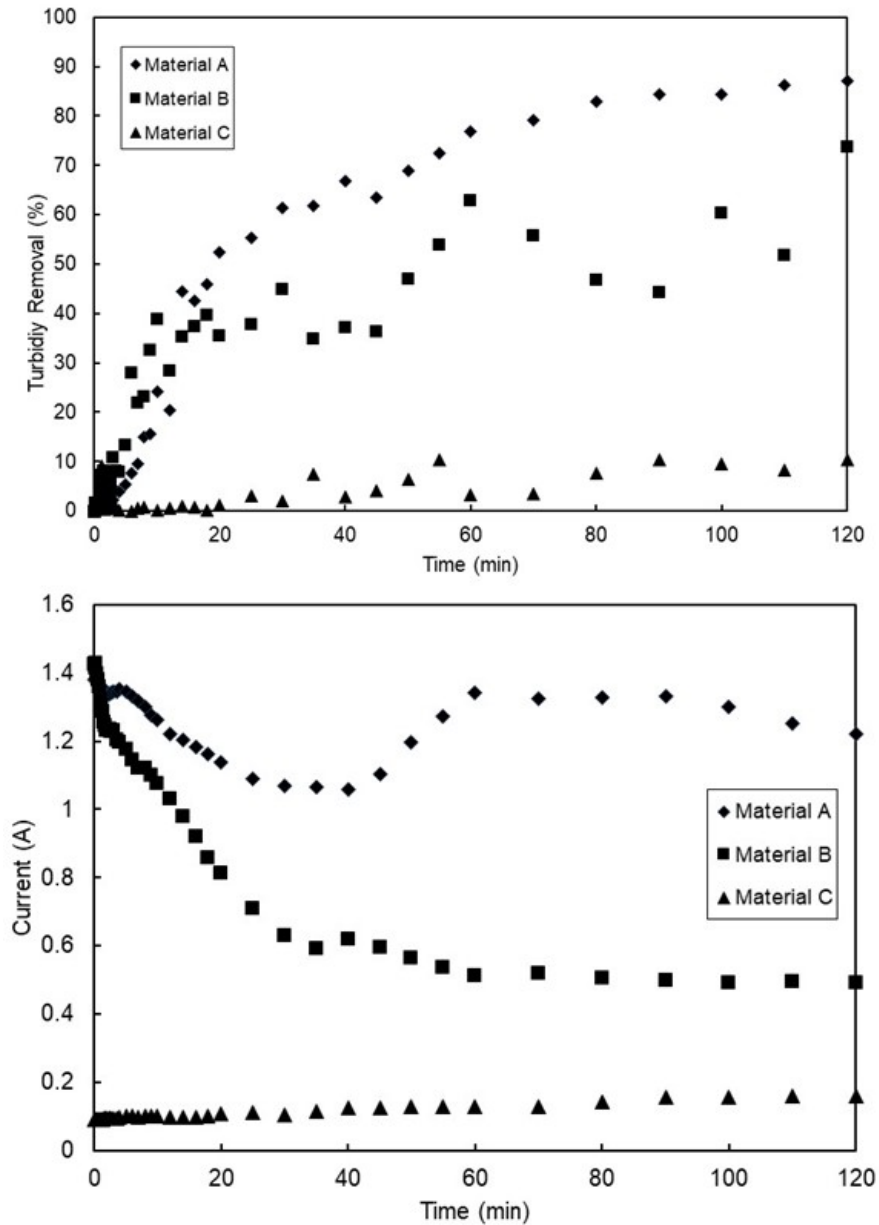 100
90
80
70
60
50
40
30
20
10
0
Turbidiy Removal (%)
Material A
Material B
Material C
0 20 40 60 80 100 120
Time (min)
1.6
1.4
1.2
1
0.8
0.6
0.4
0.2
0
Current (A)
Material A
Material B
Material C
0 20 40 60 80 100 120
Time (min)